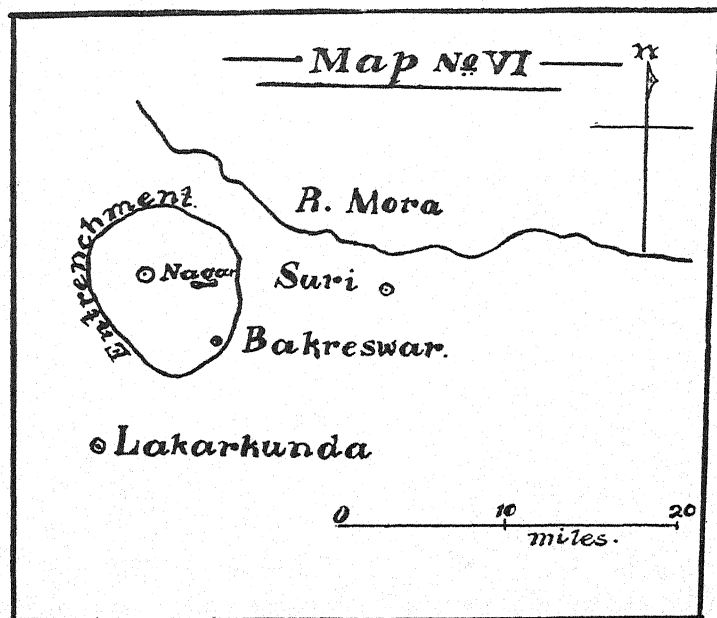 Map No VI
N
R. Mora
Entrenchment.
Nagar
Suri
Bakreswar.
Lakarkunda
0 10 20
miles.